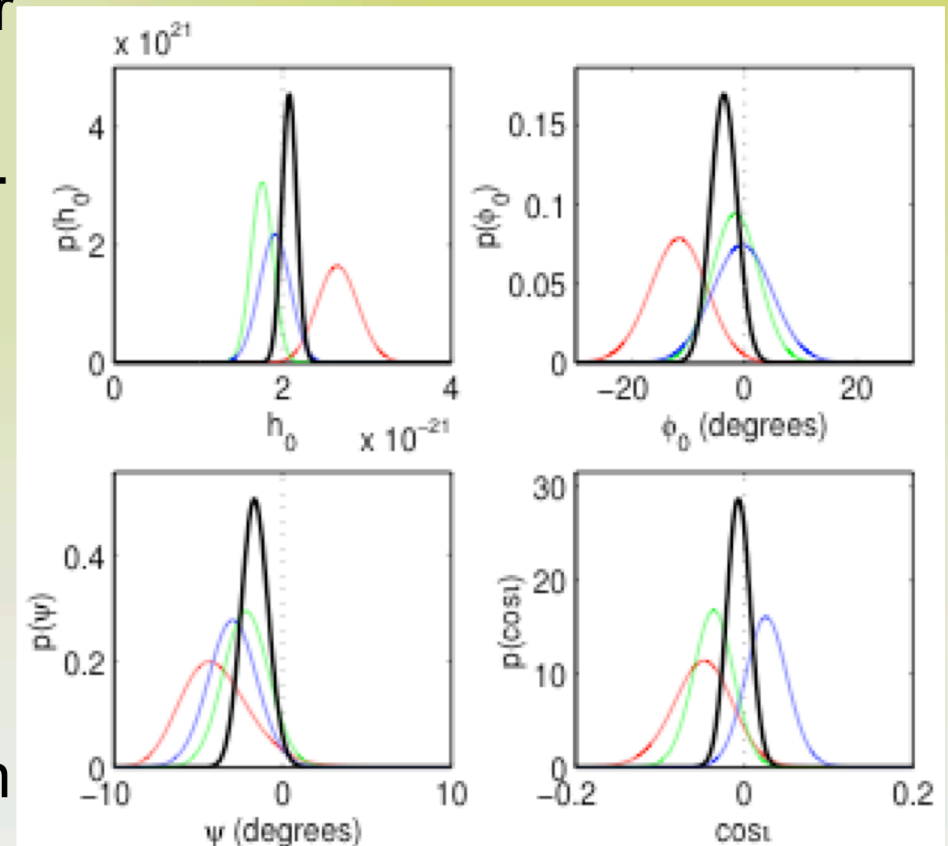 x 10^21
4
2
0
p(h_0)
0 2 4
h_0 x 10^-21
0.15
0.1
0.05
0
p(ϕ_0)
−20 0 20
ϕ_0 (degrees)
0.4
0.2
0
p(ψ)
−10 0 10
ψ (degrees)
30
20
10
0
p(cosι)
−0.2 0 0.2
cosι